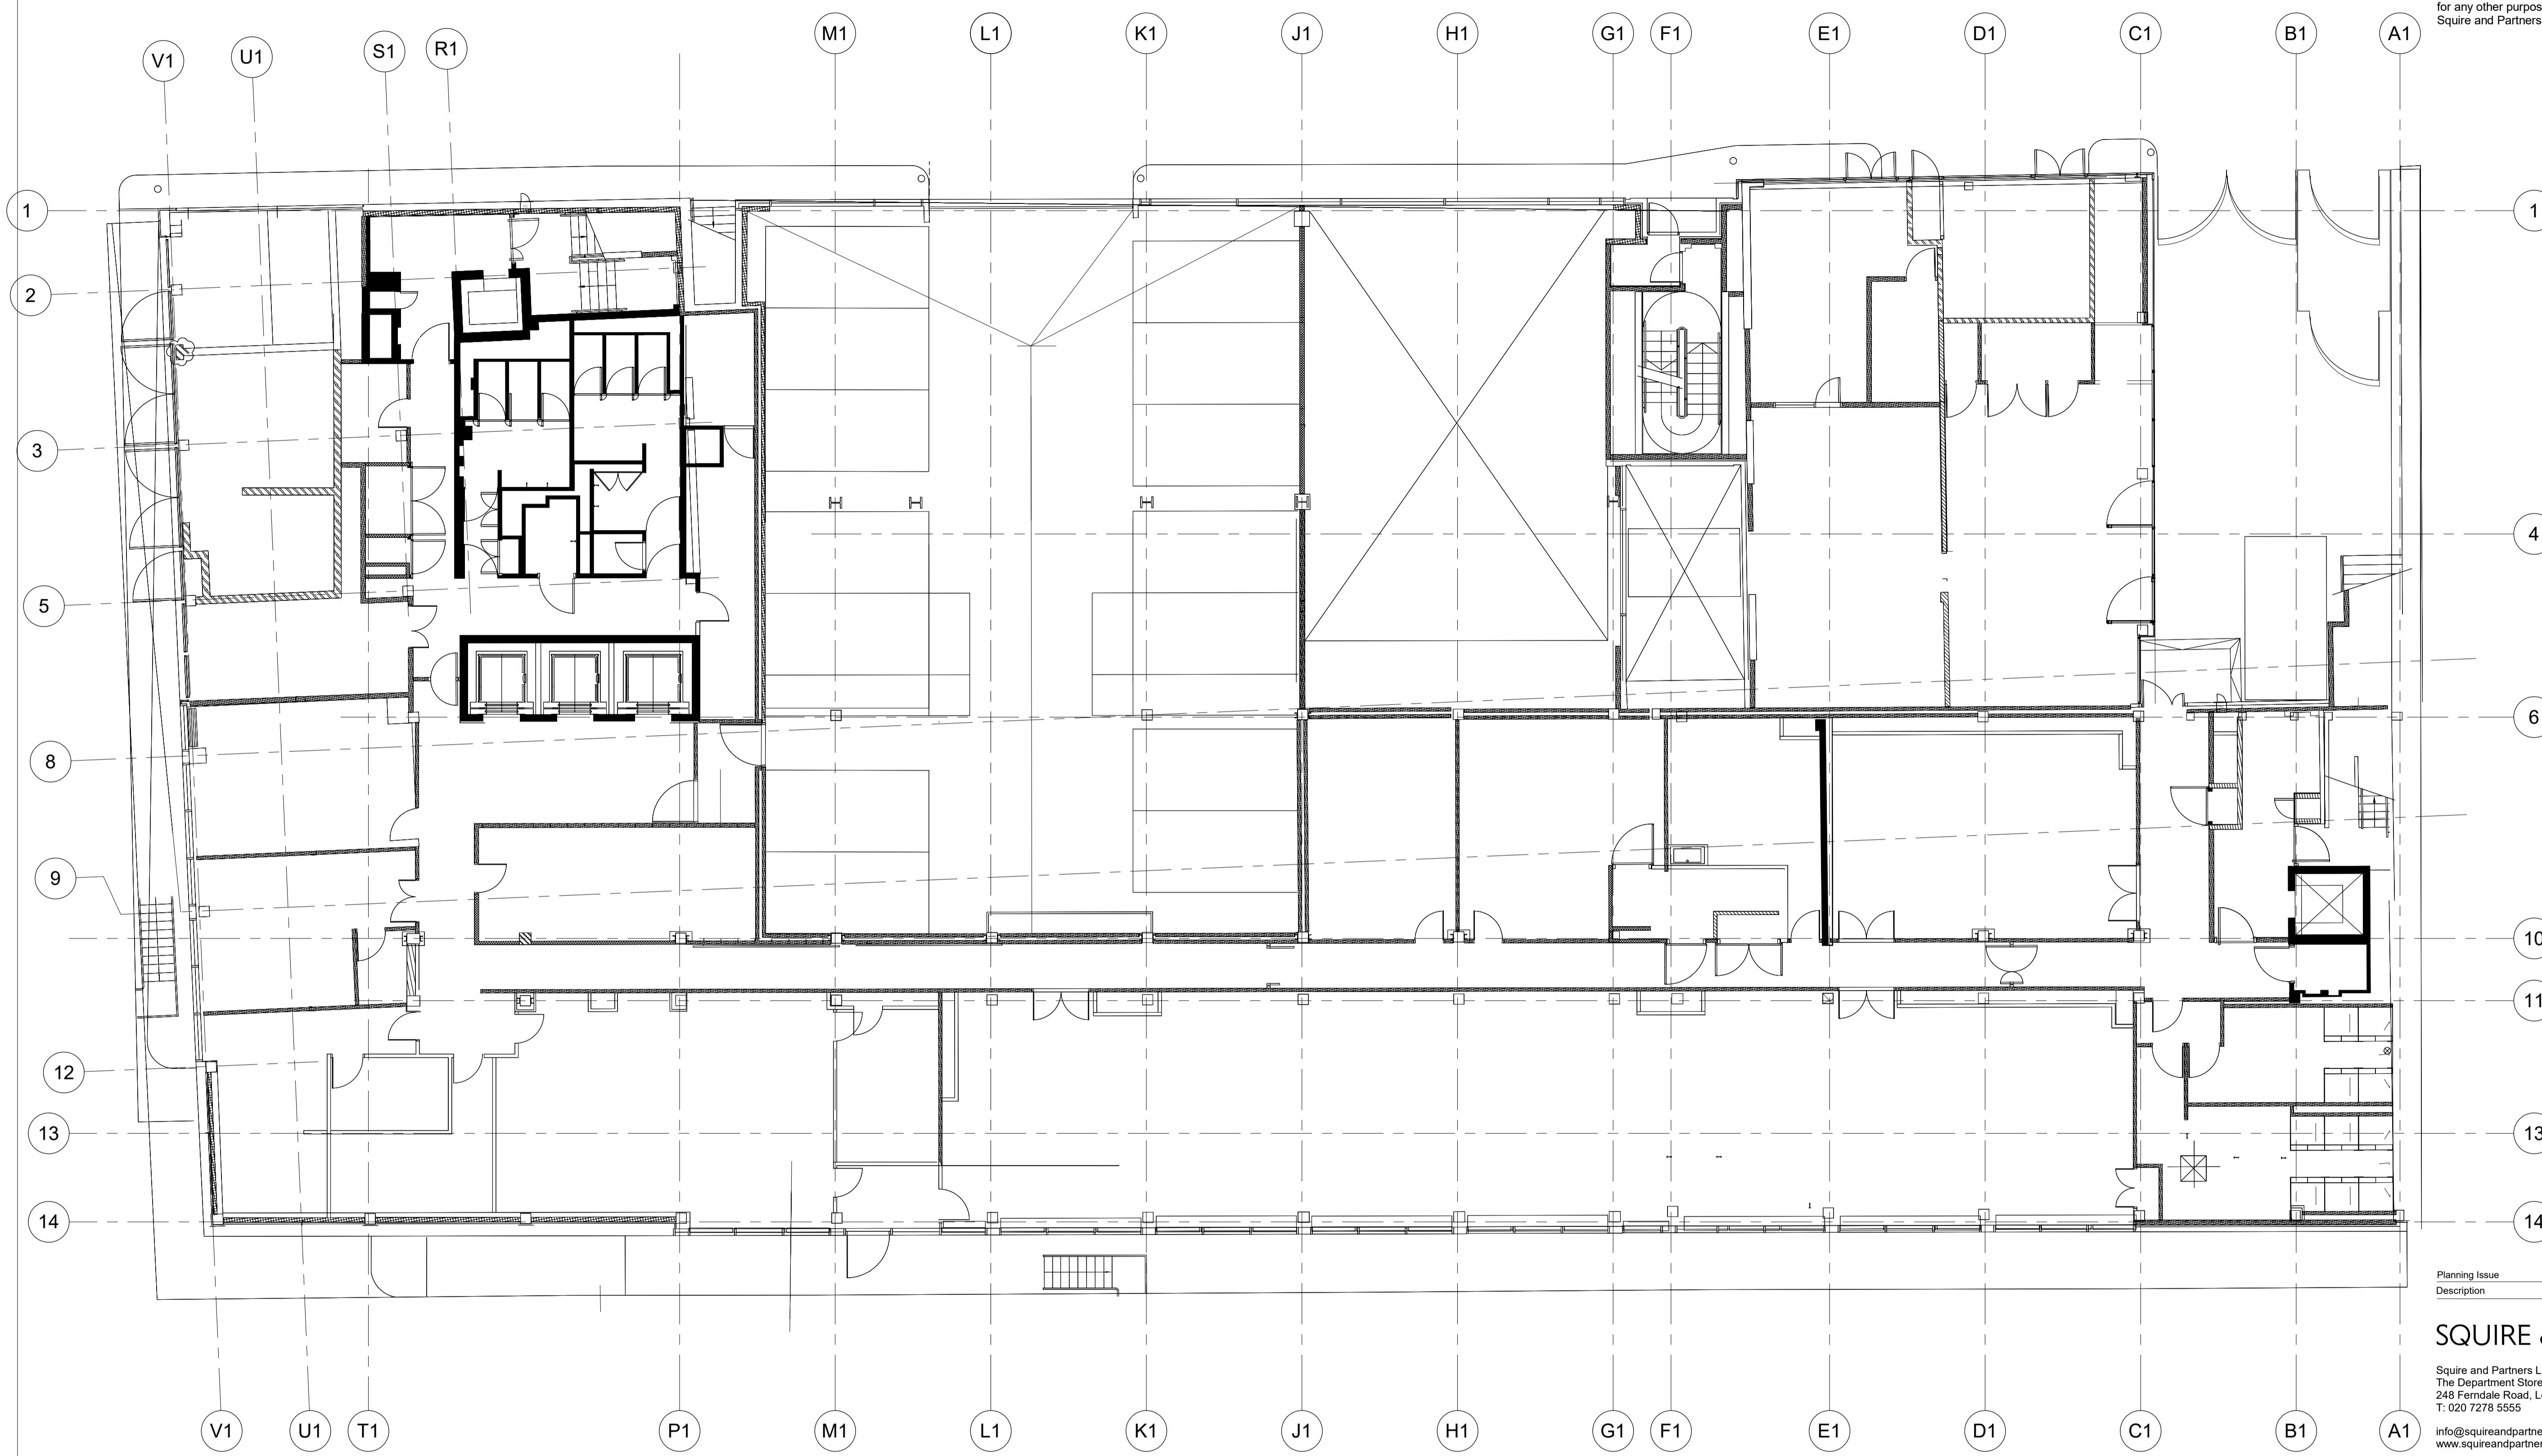 for any other purpos
Squire and Partners
V1
U1
S1
R1
M1
L1
K1
J1
H1
G1
F1
E1
D1
C1
B1
A1
1
1
2
3
4
5
6
8
9
10
11
12
13
13
14
14
Planning Issue
Description
SQUIRE &
Squire and Partners L
The Department Store
248 Ferndale Road, L
T: 020 7278 5555
info@squireandpartne
www.squireandpartne
V1
U1
T1
P1
M1
L1
K1
J1
H1
G1
F1
E1
D1
C1
B1
A1